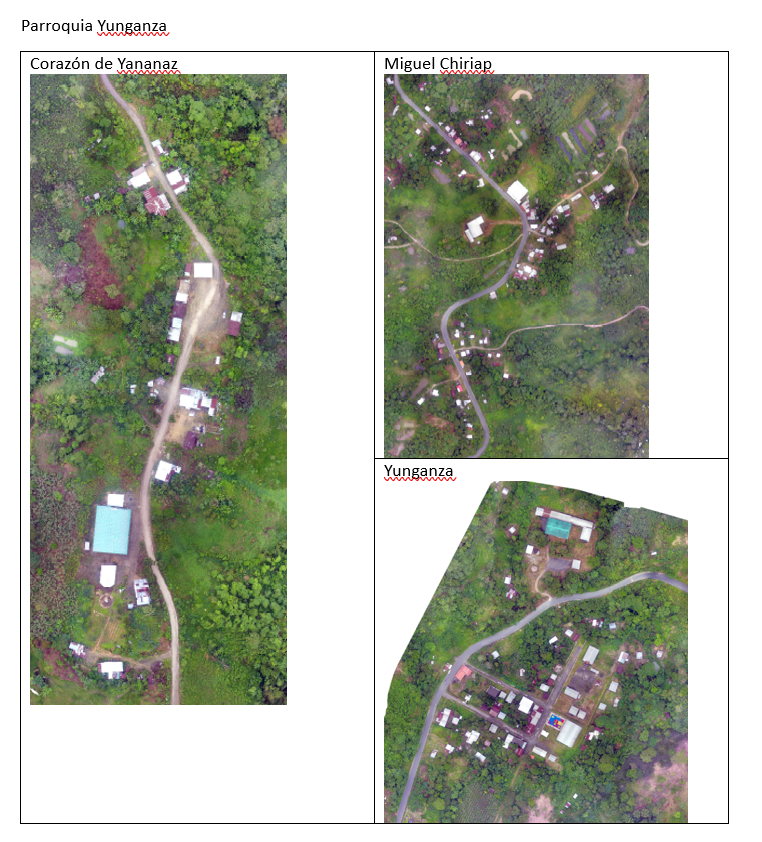 Parroquia Yunganza
Corazón de Yananaz
Miguel Chiriap
Yunganza